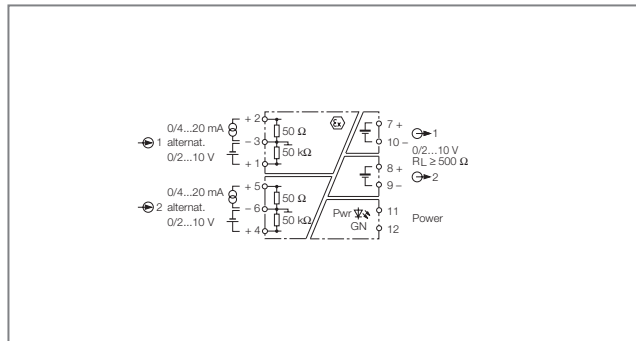 0/4...20 mA
+ 2
1 alternat.
– 3
0/2...10 V
+ 1
50 Ω
50 kΩ
Ex
7 +
10 –
1
0/2...10 V
RL ≥ 500 Ω
8 +
9 –
2
0/4...20 mA
+ 5
2 alternat.
– 6
0/2...10 V
+ 4
50 Ω
50 kΩ
Pwr
GN
11
12
Power